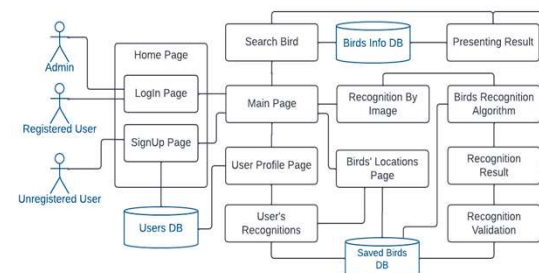 Admin
Registered User
Unregistered User
Home Page
LogIn Page
SignUp Page
Users DB
Search Bird
Birds Info DB
Presenting Result
Main Page
Recognition By
Image
Birds Recognition
Algorithm
User Profile Page
Birds' Locations
Page
Recognition
Result
User's
Recognitions
Saved Birds
DB
Recognition
Validation